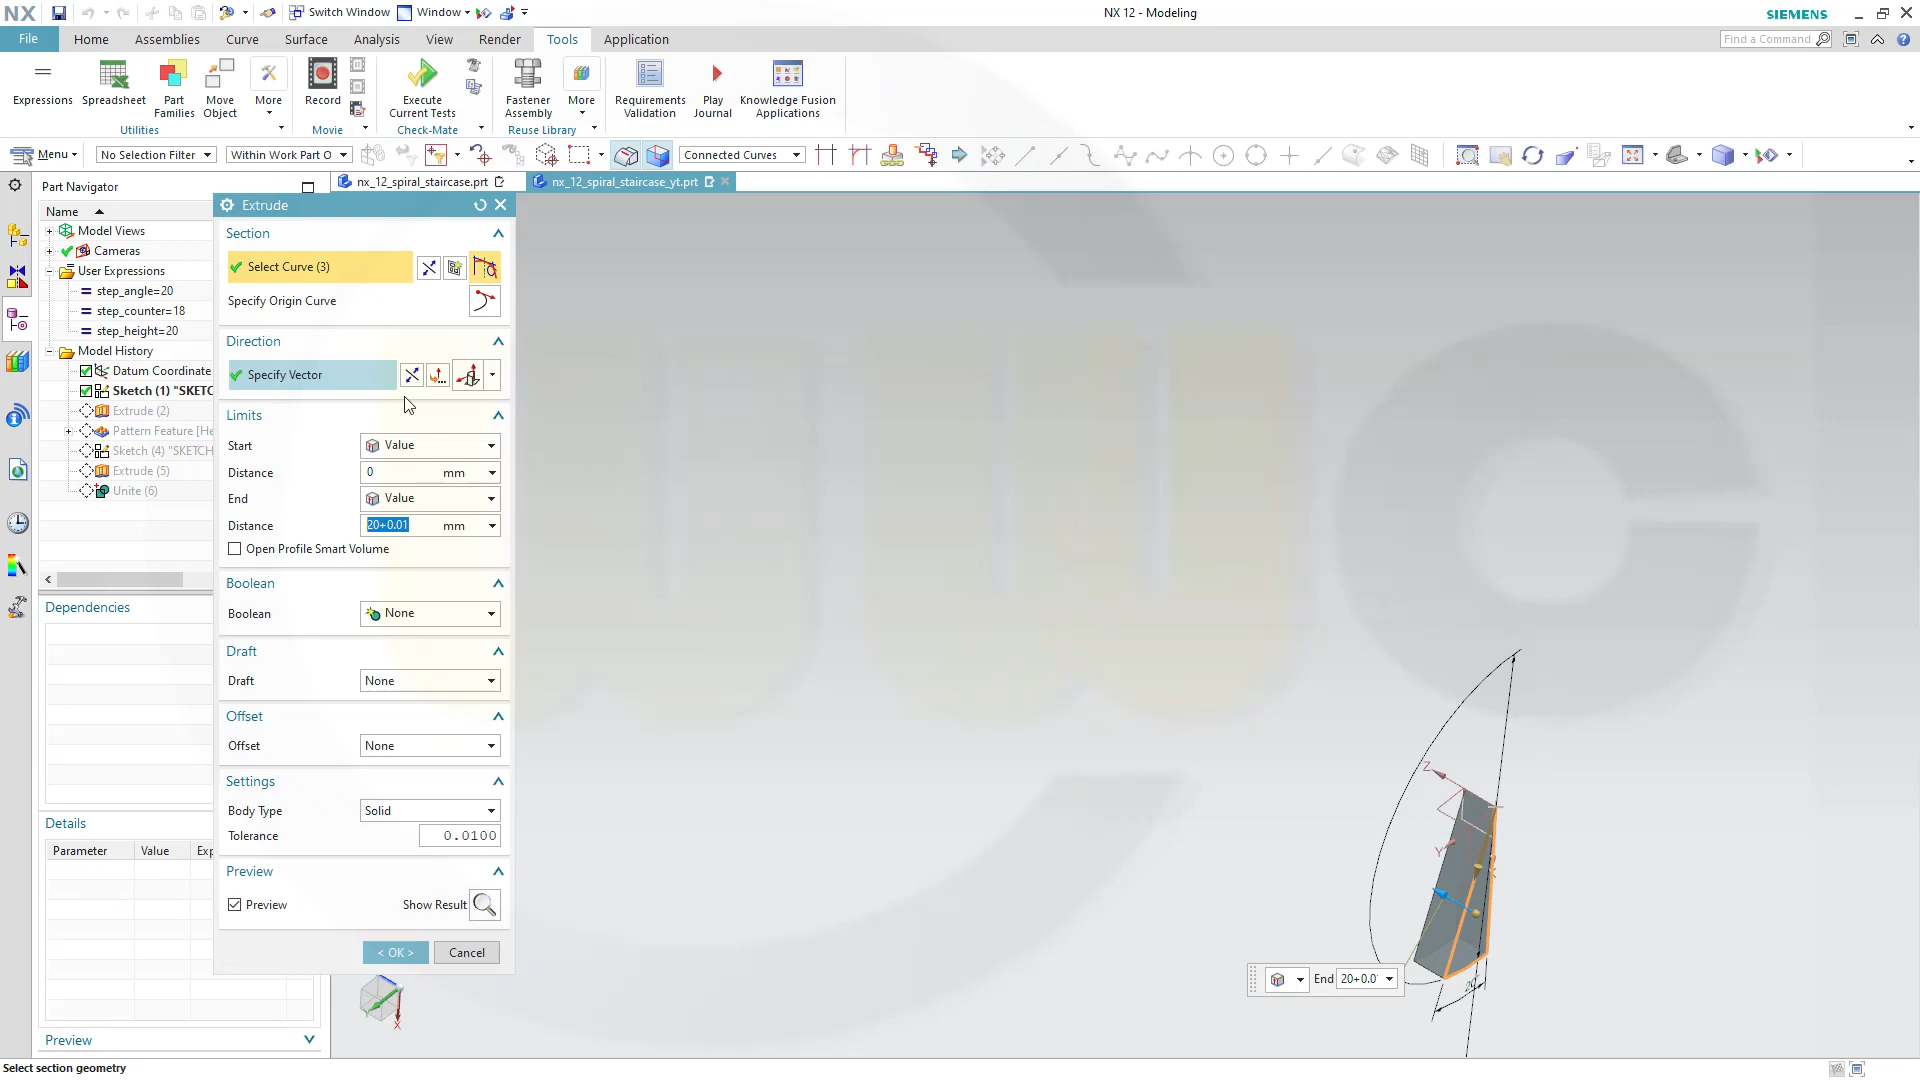 NX
Switch Window
Window
NX 12 - Modeling
SIEMENS
File
Home
Assemblies
Curve
Surface
Analysis
View
Render
Tools
Application
Find a Command
Expressions
Spreadsheet
Part
Families
Move
Object
More
Record
Execute
Current Tests
Fastener
Assembly
More
Requirements
Validation
Play
Journal
Knowledge Fusion
Applications
Utilities
Movie
Check-Mate
Reuse Library
Menu
No Selection Filter
Within Work Part O
Connected Curves
Part Navigator
nx_12_spiral_staircase.prt
nx_12_spiral_staircase_yt.prt
Name
Model Views
Cameras
User Expressions
step_angle=20
step_counter=18
step_height=20
Model History
Datum Coordinate
Sketch (1) "SKETC
Extrude (2)
Pattern Feature [He
Sketch (4) "SKETCH
Extrude (5)
Unite (6)
Dependencies
Details
Parameter
Value
Exp
Preview
Select section geometry
Extrude
Section
Select Curve (3)
Specify Origin Curve
Direction
Specify Vector
Limits
Start
Value
Distance
0
mm
End
Value
Distance
20+0.01
mm
Open Profile Smart Volume
Boolean
Boolean
None
Draft
Draft
None
Offset
Offset
None
Settings
Body Type
Solid
Tolerance
0.0100
Preview
Preview
Show Result
< OK >
Cancel
X
Z
Y
End
20+0.0